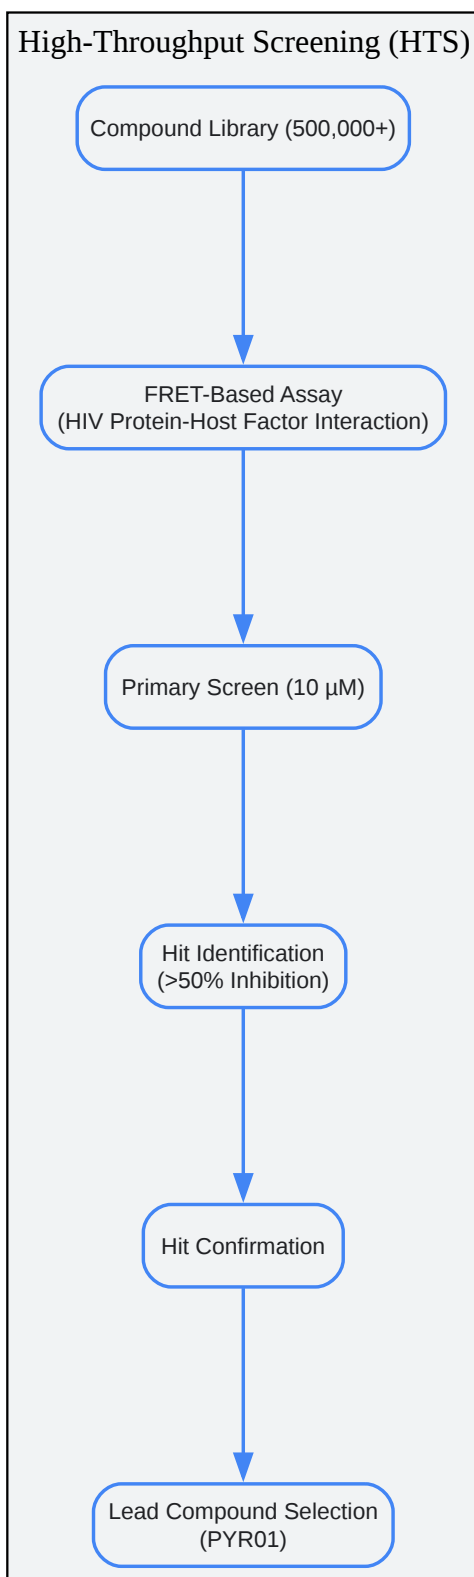 High-Throughput Screening (HTS)
Compound Library (500,000+)
FRET-Based Assay
(HIV Protein-Host Factor Interaction)
Primary Screen (10 µM)
Hit Identification
(>50% Inhibition)
Hit Confirmation
Lead Compound Selection
(PYR01)